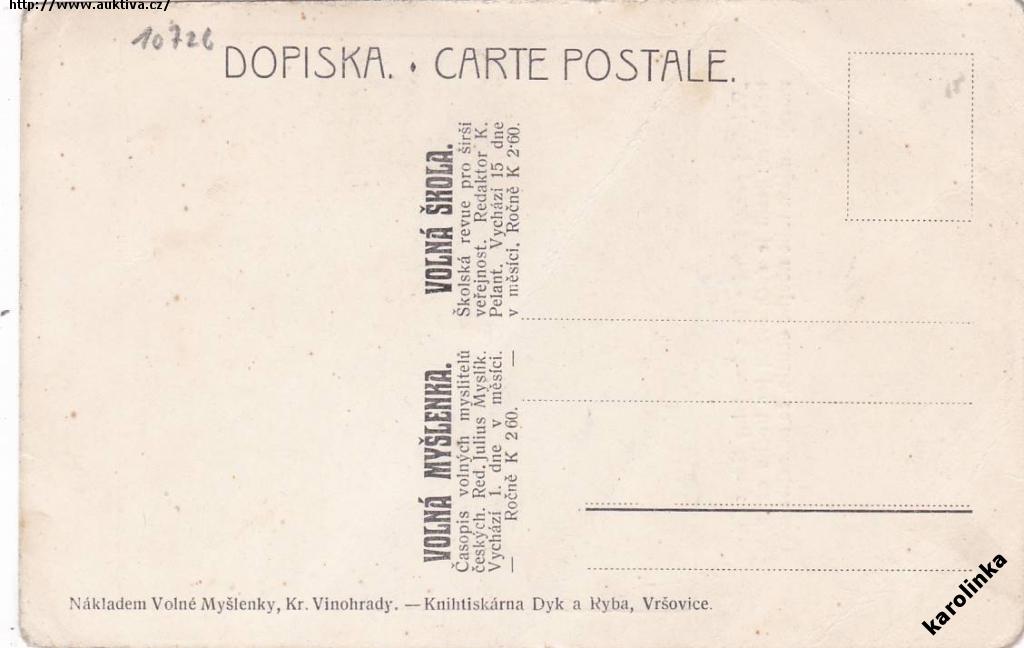 http://www.auktiva.cz/
10726
DOPISKA. · CARTE POSTALE.
VOLNÁ MYŠLENKA.
Časopis volných myslitelů
českých. Red. Julius Myslík.
Vychází 1. dne v měsíci.
— Ročně K 2 60. —
VOLNÁ ŠKOLA.
Školská revue pro širší
veřejnost. Redaktor K.
Pelant. Vychází 15 dne
v měsíci. Ročně K 2·60.
Nákladem Volné Myšlenky, Kr. Vinohrady. — Knihtiskárna Dyk a Ryba, Vršovice.
karolinka